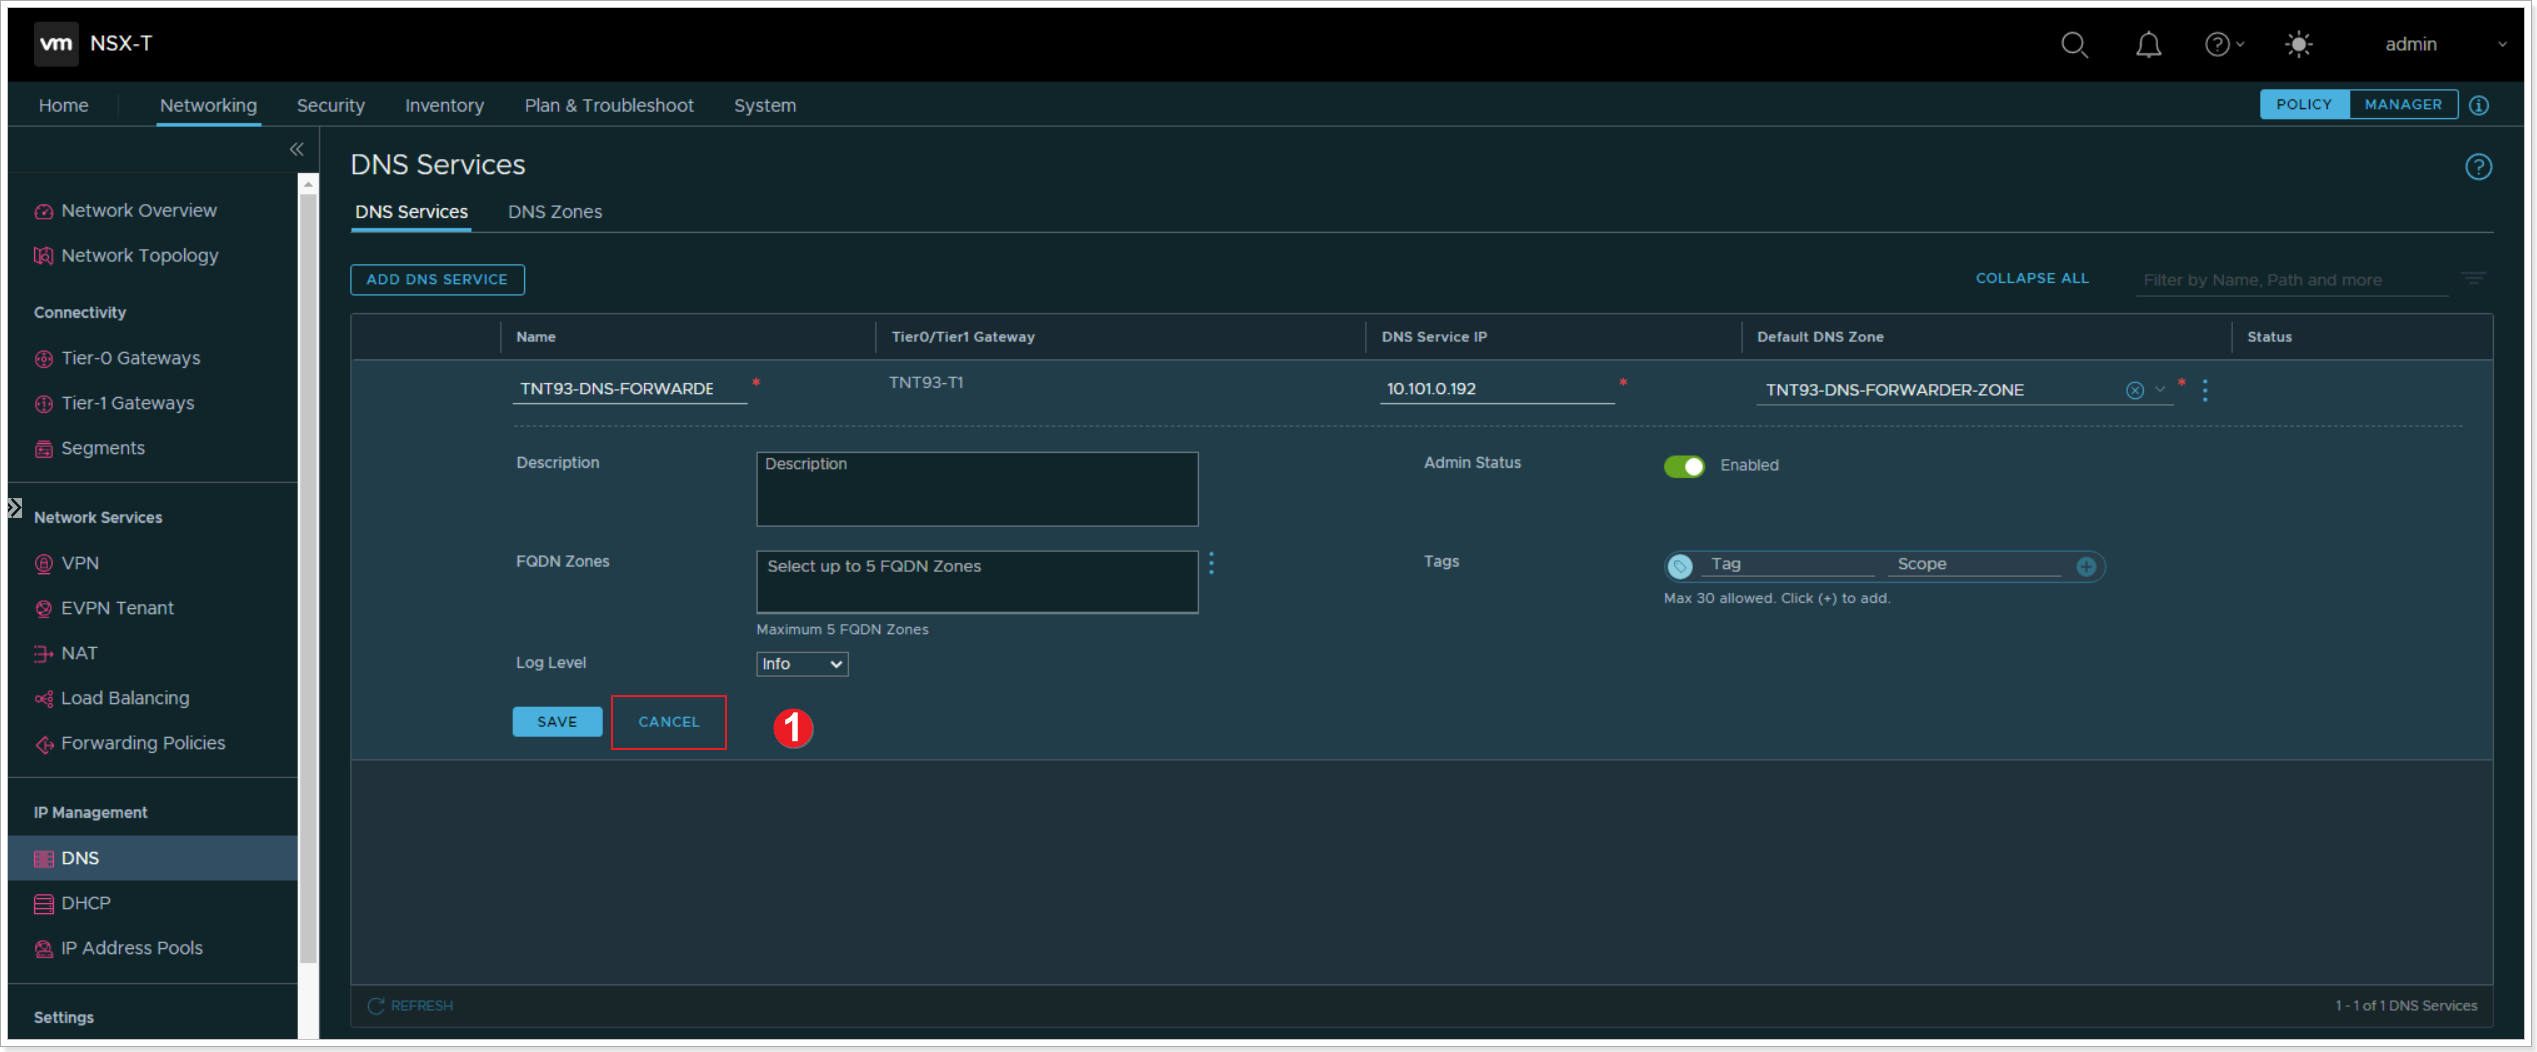 vm NSX-T
admin
Home Networking Security Inventory Plan & Troubleshoot System
POLICY MANAGER
Network Overview
Network Topology
Connectivity
Tier-0 Gateways
Tier-1 Gateways
Segments
Network Services
VPN
EVPN Tenant
NAT
Load Balancing
Forwarding Policies
IP Management
DNS
DHCP
IP Address Pools
Settings
DNS Services
DNS Services DNS Zones
ADD DNS SERVICE
COLLAPSE ALL
Filter by Name, Path and more
Name Tier0/Tier1 Gateway DNS Service IP Default DNS Zone Status
TNT93-DNS-FORWARDE * TNT93-T1 10.101.0.192 * TNT93-DNS-FORWARDER-ZONE *
Description Description Admin Status Enabled
FQDN Zones Select up to 5 FQDN Zones Tags Tag Scope
Max 30 allowed. Click (+) to add.
Maximum 5 FQDN Zones
Log Level Info
SAVE CANCEL 1
REFRESH 1 - 1 of 1 DNS Services